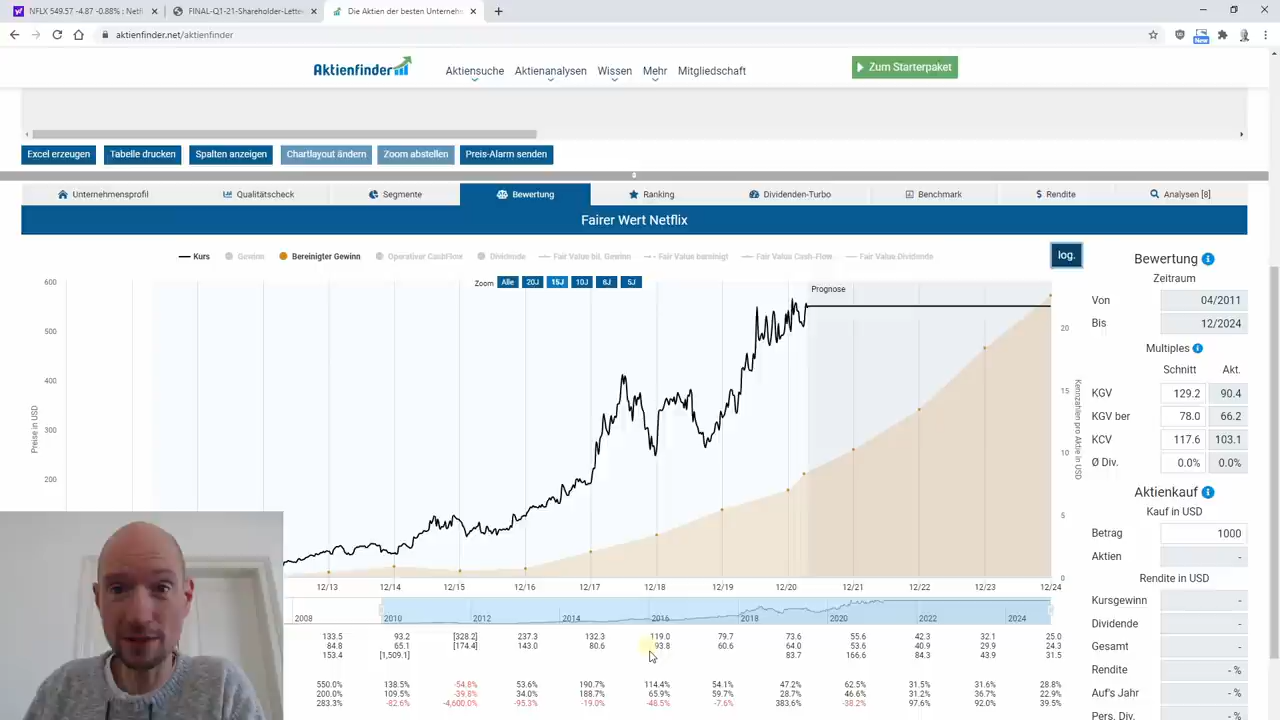 NFLX 549.57 -4.87 -0.88% : Netfl
FINAL-Q1-21-Shareholder-Lette
Die Aktien der besten Unternehm
aktienfinder.net/aktienfinder
New
Aktienfinder
Aktiensuche Aktienanalysen Wissen Mehr Mitgliedschaft
Zum Starterpaket
Excel erzeugen Tabelle drucken Spalten anzeigen Chartlayout ändern Zoom abstellen Preis-Alarm senden
Unternehmensprofil Qualitätscheck Segmente Bewertung Ranking Dividenden-Turbo Benchmark Rendite Analysen [8]
Fairer Wert Netflix
Kurs Gewinn Bereinigter Gewinn Operativer CashFlow Dividende Fair Value bil. Gewinn Fair Value bereinigt Fair Value Cash-Flow Fair Value Dividende
log.
Zoom Alle 20J 15J 10J 8J 5J
Prognose
600
500
400
300
200
Preise in USD
20
15
10
5
0
Kennzahlen pro Aktie in USD
12/13 12/14 12/15 12/16 12/17 12/18 12/19 12/20 12/21 12/22 12/23 12/24
2008 2010 2012 2014 2016 2018 2020 2022 2024
133.5 93.2 [328.2] 237.3 132.3 119.0 79.7 73.6 55.6 42.3 32.1 25.0
84.8 65.1 [174.4] 143.0 80.6 93.8 60.6 64.0 53.6 40.9 29.9 24.3
153.4 [1,509.1] 83.7 166.6 84.3 43.9 31.5
550.0% 138.5% -54.8% 53.6% 190.7% 114.4% 54.1% 47.2% 62.5% 31.5% 31.6% 28.8%
200.0% 109.5% -39.8% 34.0% 188.7% 65.9% 59.7% 28.7% 46.6% 31.2% 36.7% 22.9%
283.3% -82.6% -4,600.0% -95.3% -19.0% -48.5% -7.6% 383.6% -38.2% 97.6% 92.0% 39.5%
Bewertung
Zeitraum
Von 04/2011
Bis 12/2024
Multiples
Schnitt Akt.
KGV 129.2 90.4
KGV ber 78.0 66.2
KCV 117.6 103.1
Ø Div. 0.0% 0.0%
Aktienkauf
Kauf in USD
Betrag 1000
Aktien -
Rendite in USD
Kursgewinn -
Dividende -
Gesamt -
Rendite - %
Auf's Jahr - %
Pers. Div. - %